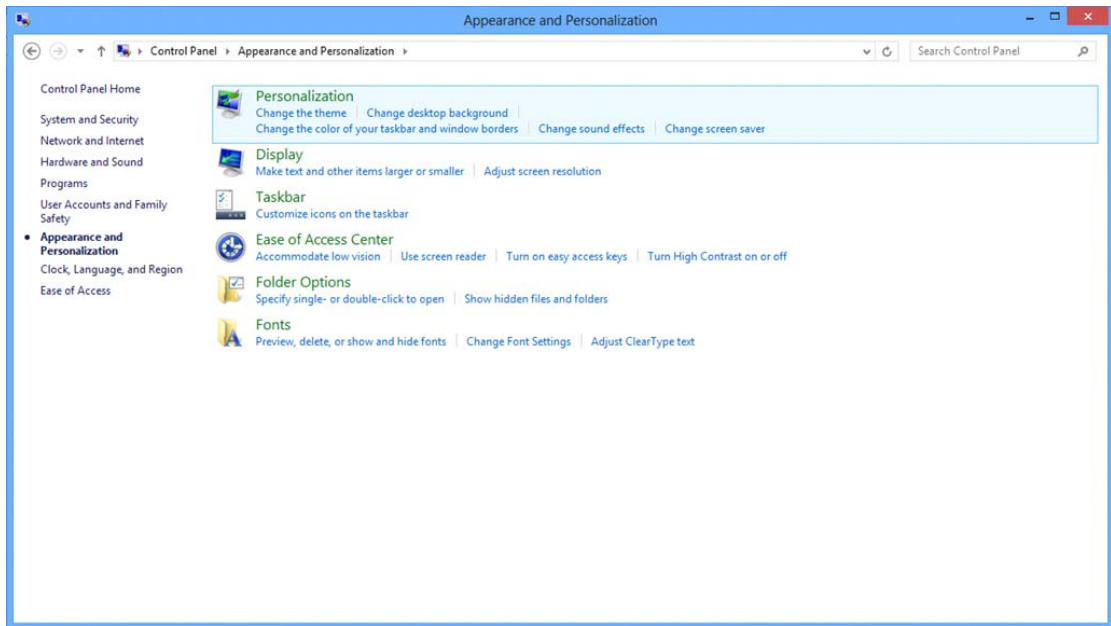 Appearance and Personalization
Control Panel Appearance and Personalization
Search Control Panel
Control Panel Home
System and Security
Network and Internet
Hardware and Sound
Programs
User Accounts and Family
Safety
Appearance and
Personalization
Clock, Language, and Region
Ease of Access
Personalization
Change the theme Change desktop background
Change the color of your taskbar and window borders Change sound effects Change screen saver
Display
Make text and other items larger or smaller Adjust screen resolution
Taskbar
Customize icons on the taskbar
Ease of Access Center
Accommodate low vision Use screen reader Turn on easy access keys Turn High Contrast on or off
Folder Options
Specify single- or double-click to open Show hidden files and folders
Fonts
Preview, delete, or show and hide fonts Change Font Settings Adjust ClearType text